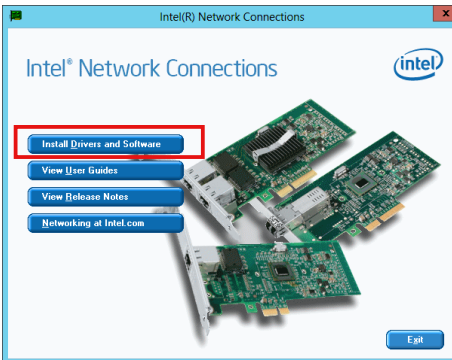 Intel(R) Network Connections
x
Intel® Network Connections
intel
Install Drivers and Software
View User Guides
View Release Notes
Networking at Intel.com
Exit